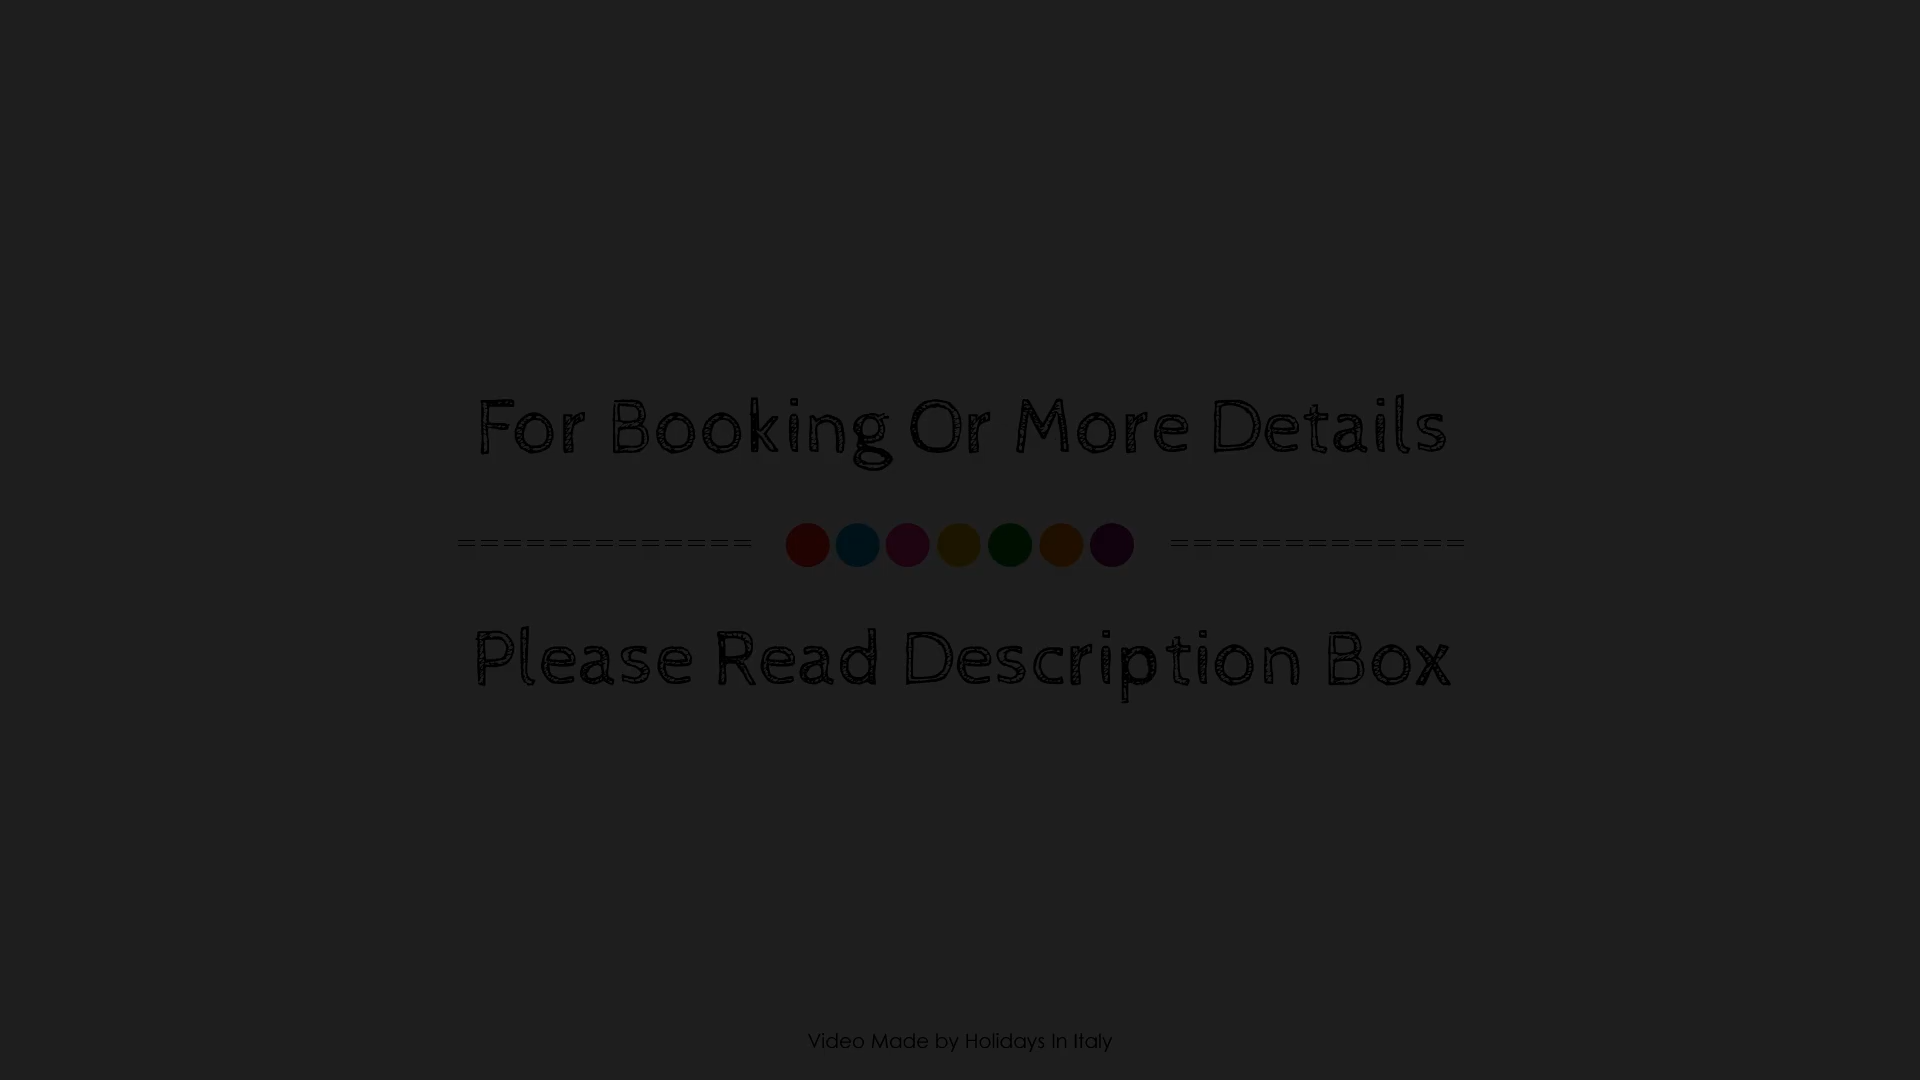 For Booking Or More Details
============= =============
Please Read Description Box
Video Made by Holidays In Italy